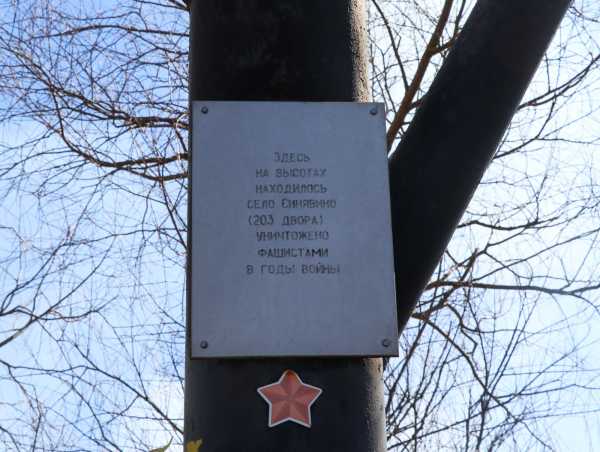 Здесь
на высотах
находилось
село Синявино
(203 двора)
уничтожено
фашистами
в годы войны